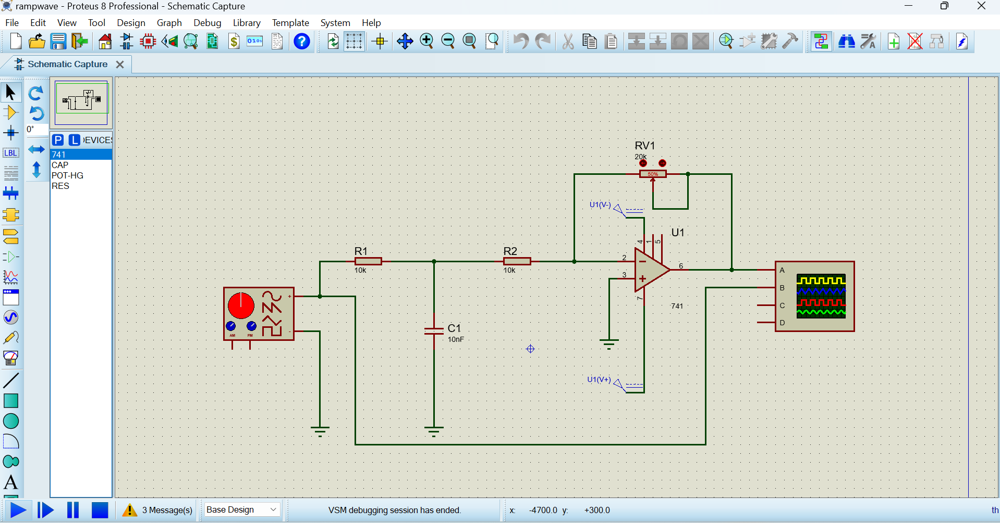 rampwave - Proteus 8 Professional - Schematic Capture
File Edit View Tool Design Graph Debug Library Template System Help
$ 0101 ?
Schematic Capture
0°
P L DEVICES
LBL
741
CAP
POT-HG
RES
A
RV1
20k
50%
U1(V-)
U1
4 1 5
R1
10k
R2
10k
2
3
6
7
741
A
B
C
D
+
-
AM FM
C1
10nF
U1(V+)
3 Message(s)
Base Design
VSM debugging session has ended.
x: -4700.0 y: +300.0
th